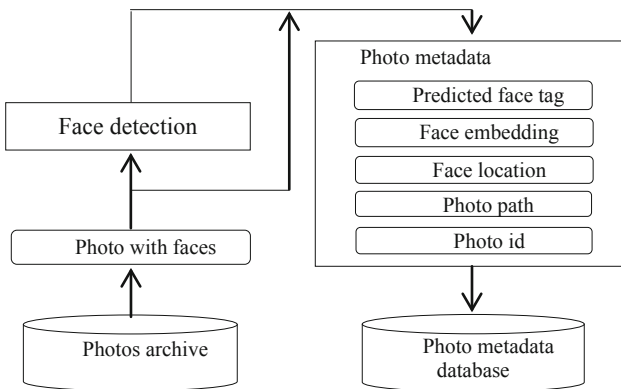 Photo metadata
Predicted face tag
Face detection
Face embedding
Face location
Photo path
Photo with faces
Photo id
Photos archive
Photo metadata
database